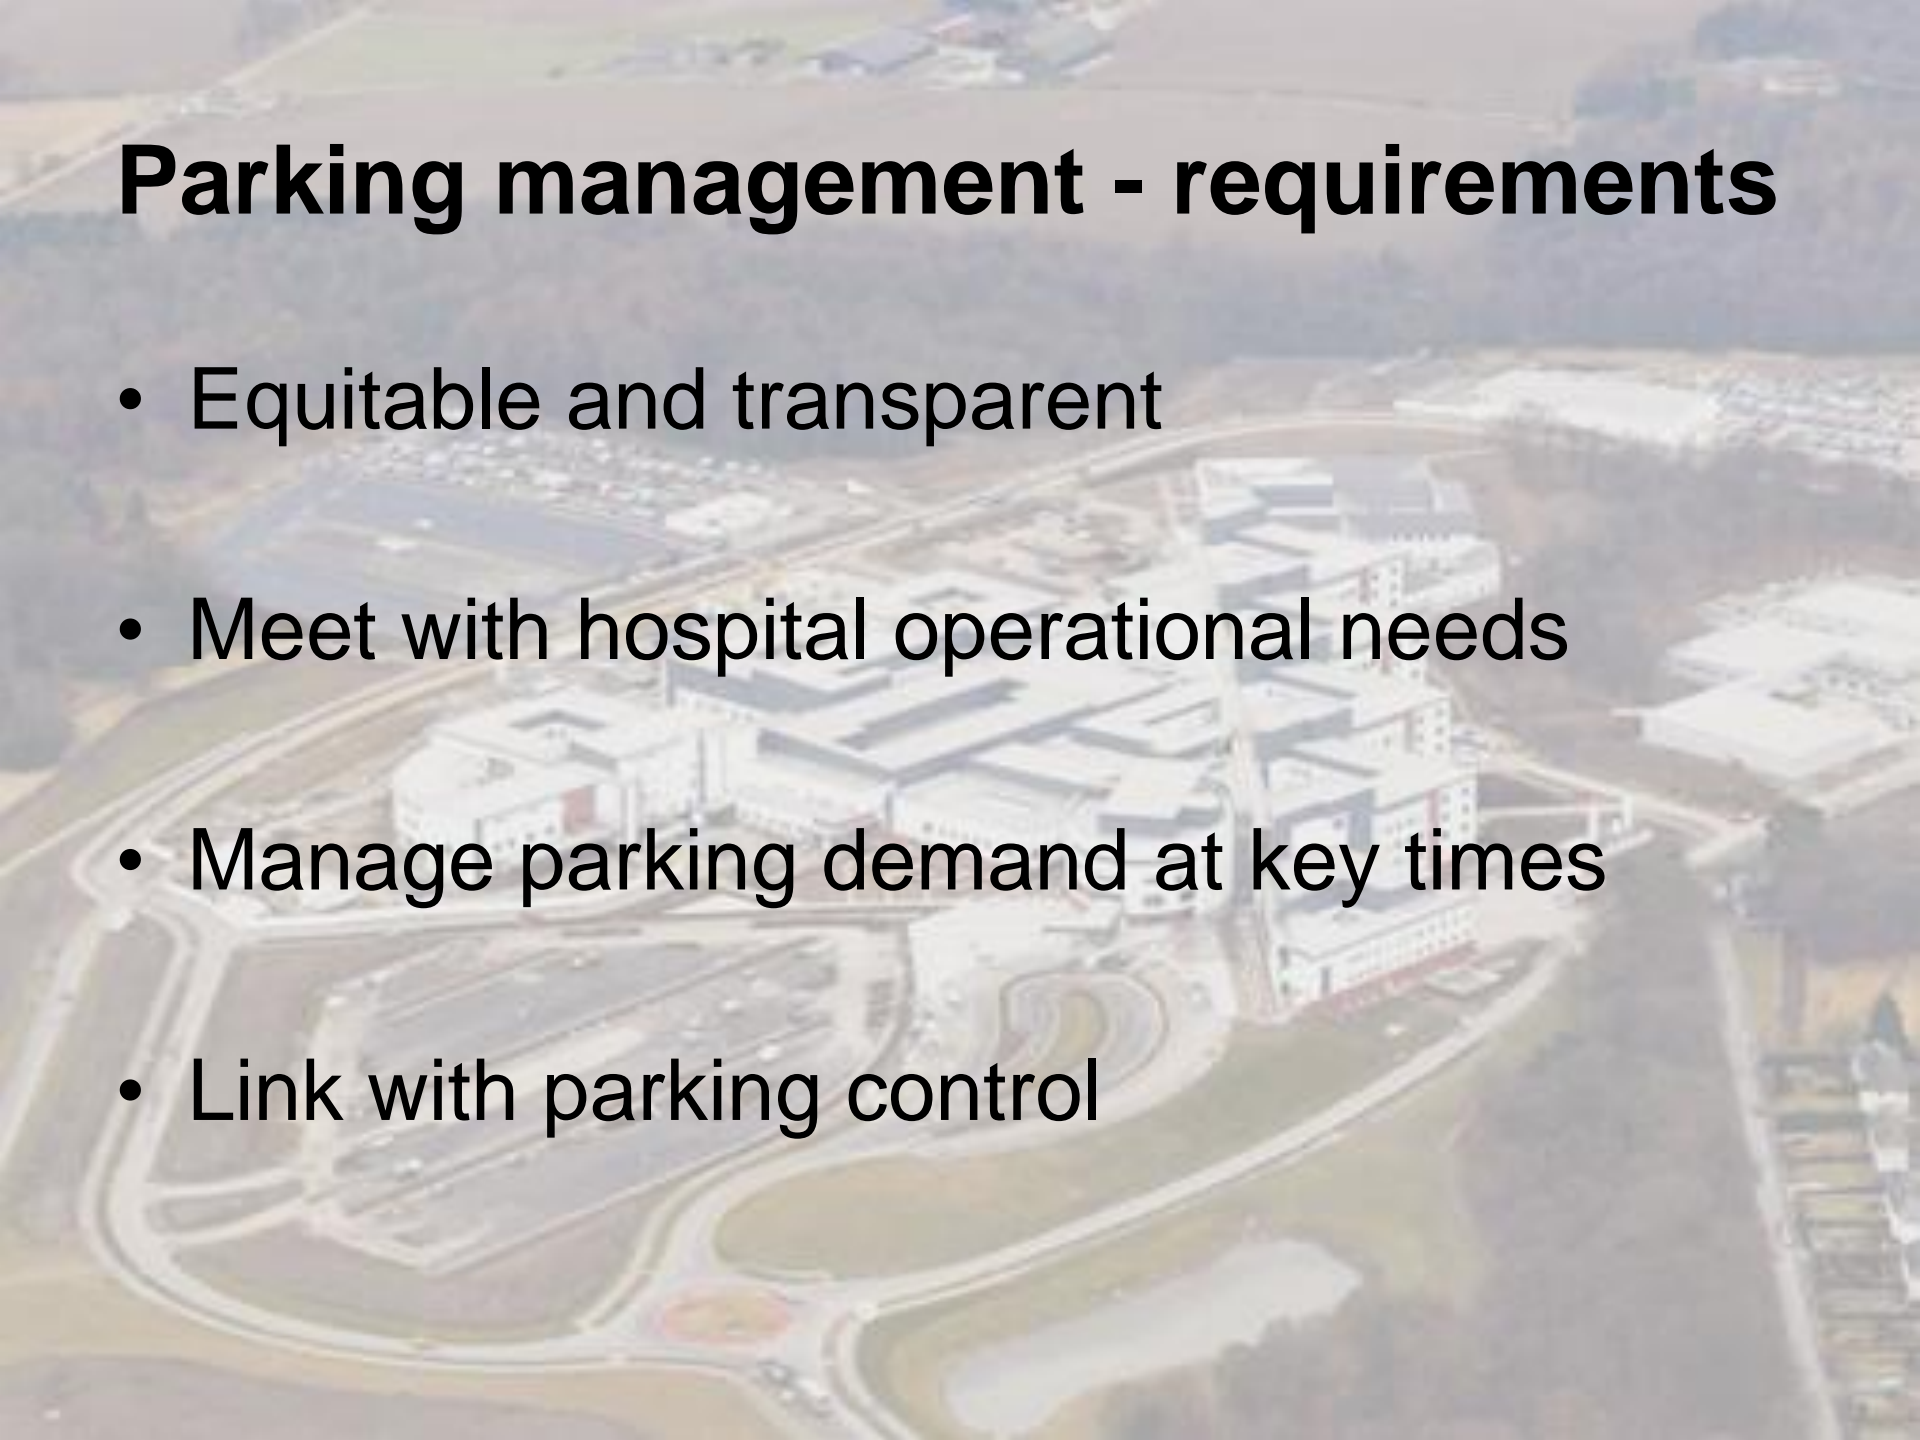 Parking management - requirements
• Equitable and transparent
• Meet with hospital operational needs
• Manage parking demand at key times
• Link with parking control